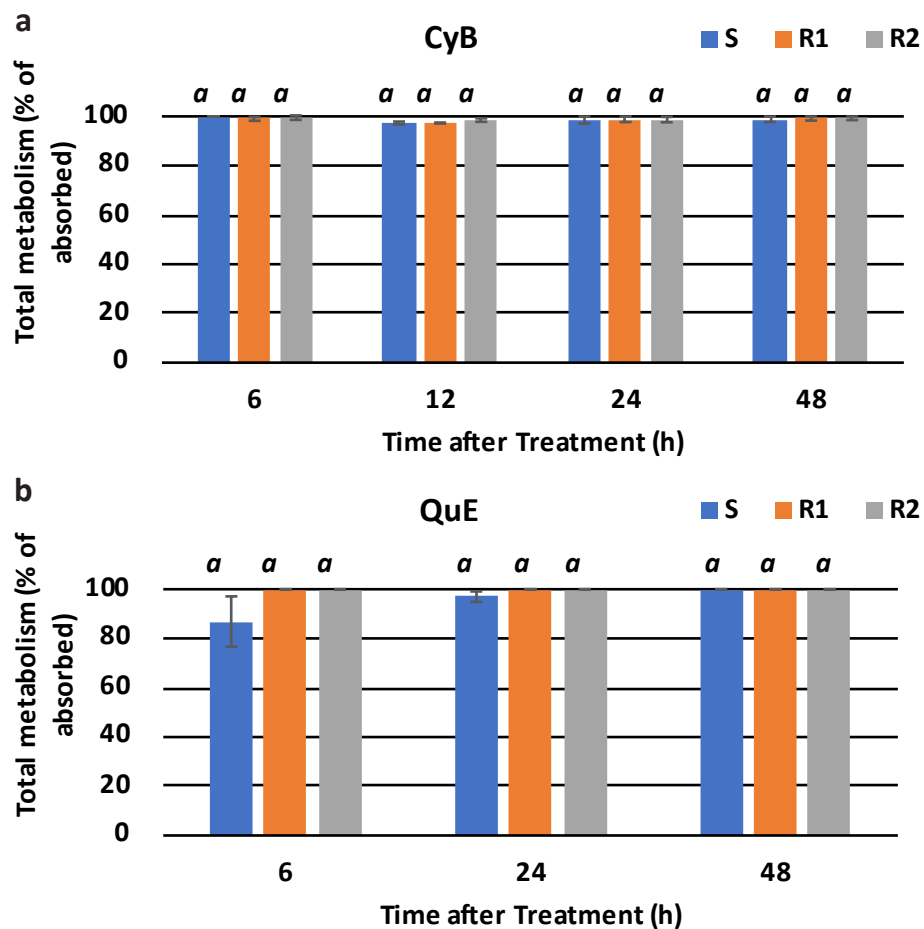 a
CyB
S R1 R2
a a a a a a a a a a a a
100
80
60
40
20
0
Total metabolism (% of
absorbed)
6 12 24 48
Time after Treatment (h)
b
QuE
S R1 R2
a a a a a a a a a
100
80
60
40
20
0
Total metabolism (% of
absorbed)
6 24 48
Time after Treatment (h)